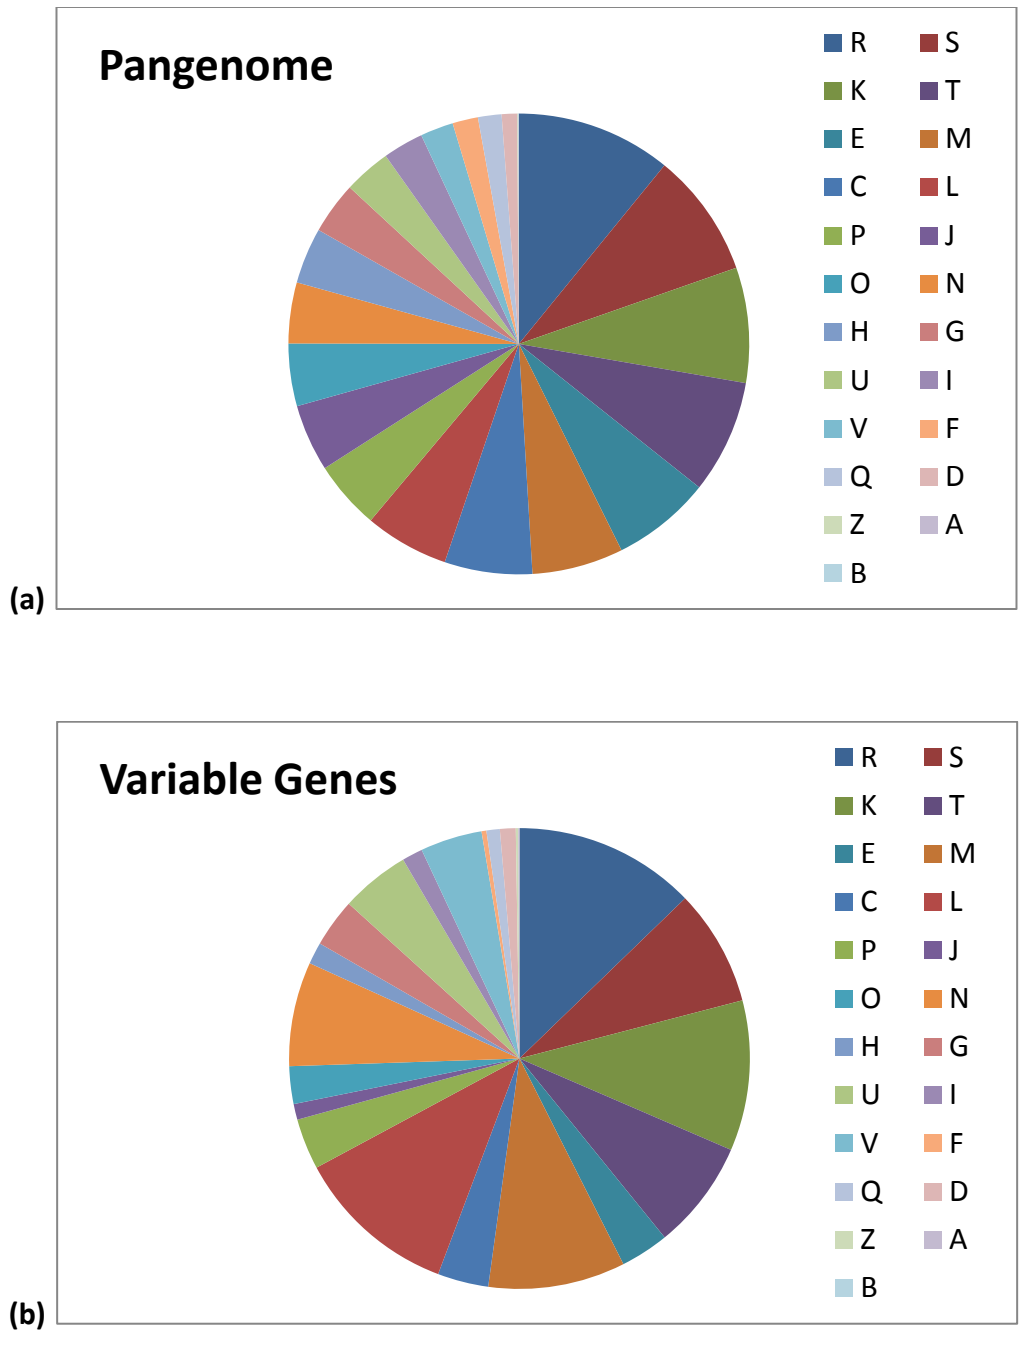 Pangenome
R S
K T
E M
C L
P J
O N
H G
U I
V F
Q D
Z A
B
(a)
Variable Genes
R S
K T
E M
C L
P J
O N
H G
U I
V F
Q D
Z A
B
(b)